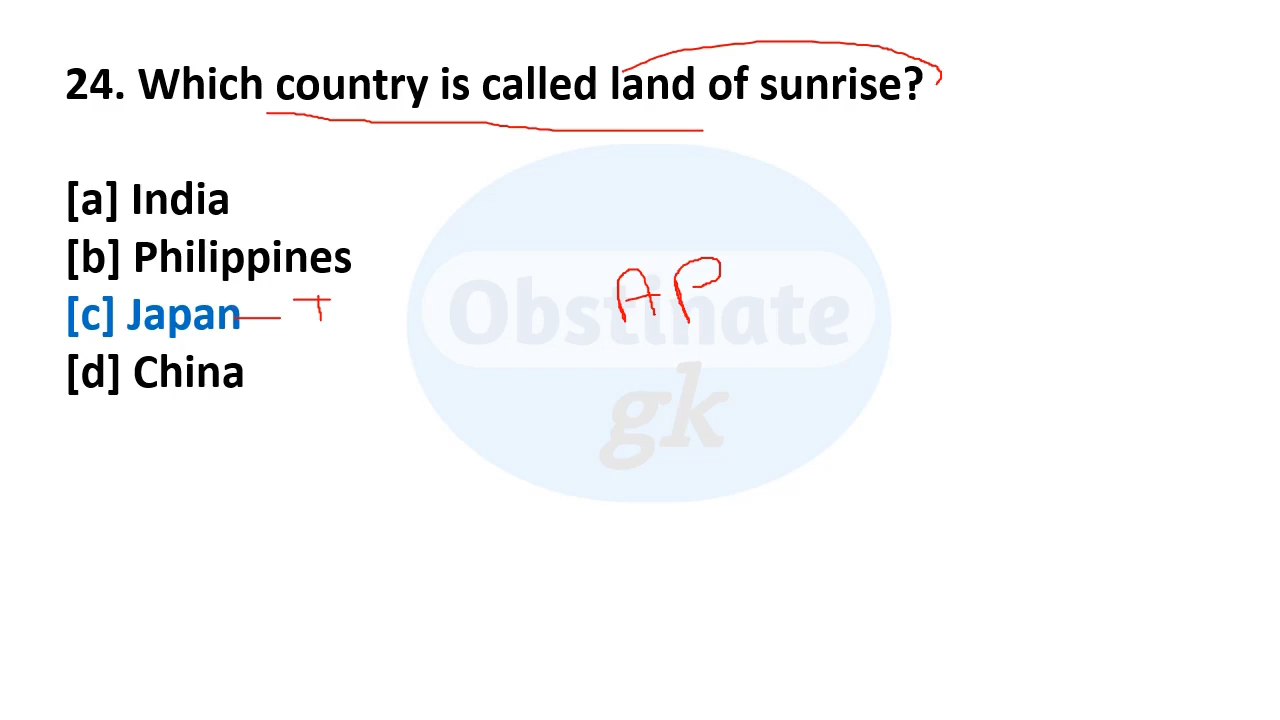 24. Which country is called land of sunrise?
[a] India
[b] Philippines
[c] Japan
[d] China
AP
Obstinate
gk